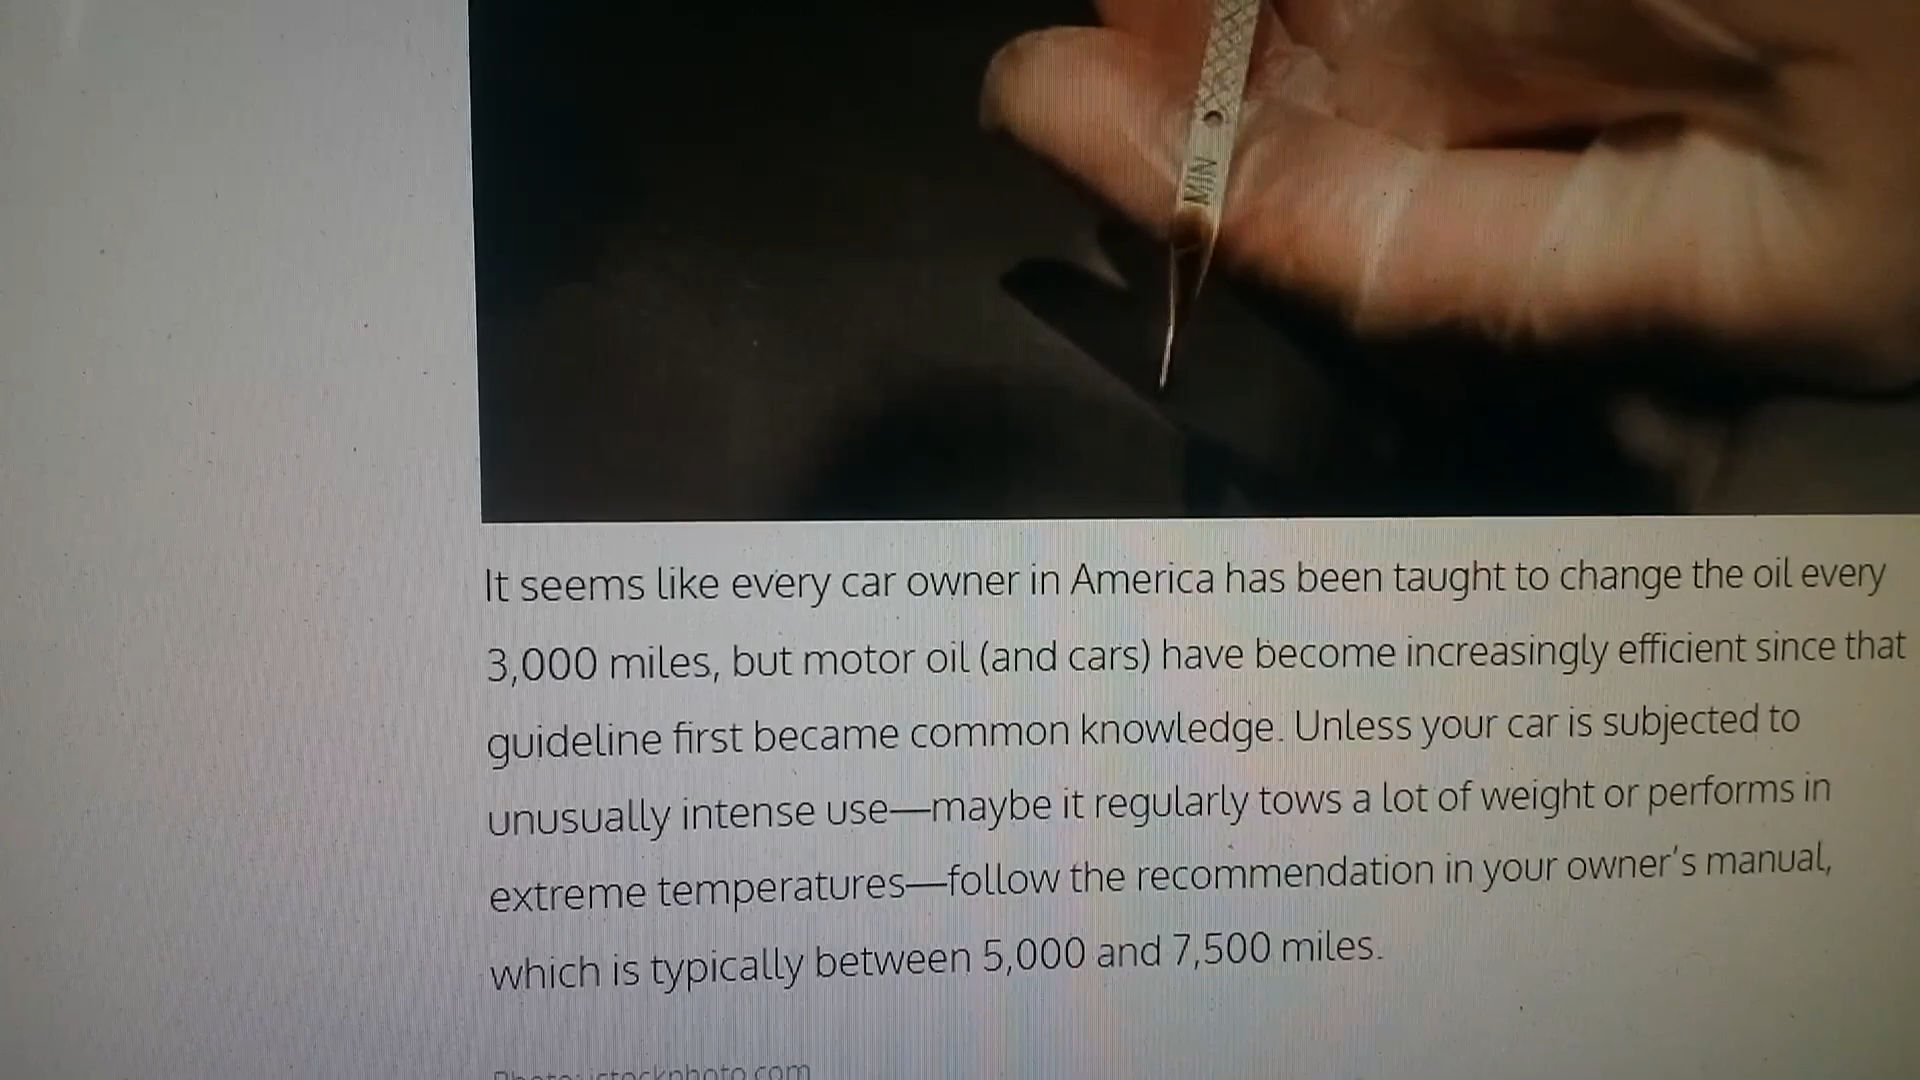 MIN
It seems like every car owner in America has been taught to change the oil every
3,000 miles, but motor oil (and cars) have become increasingly efficient since that
guideline first became common knowledge. Unless your car is subjected to
unusually intense use—maybe it regularly tows a lot of weight or performs in
extreme temperatures—follow the recommendation in your owner's manual,
which is typically between 5,000 and 7,500 miles.
Photo: istockphoto.com